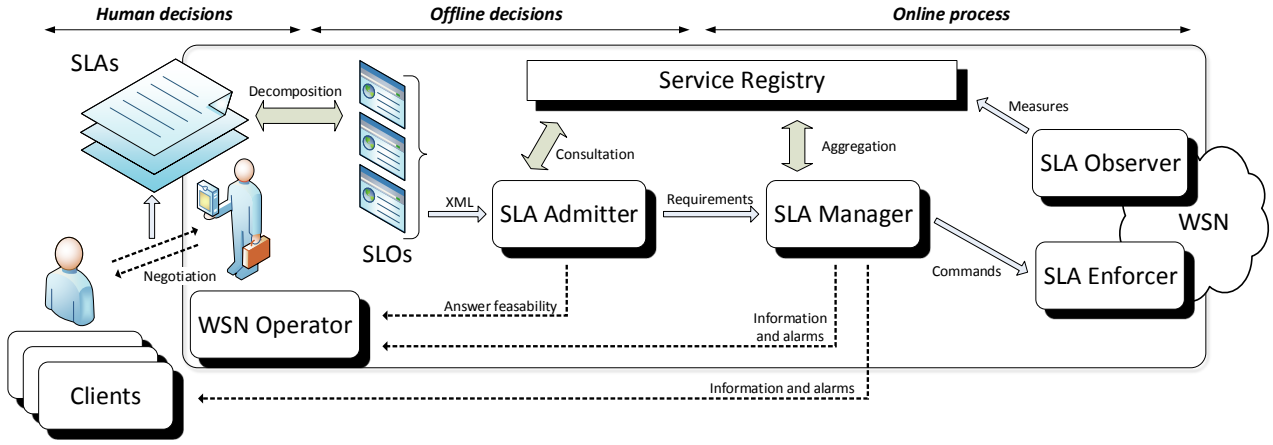 Human decisions
Offline decisions
Online process
SLAs
Decomposition
Service Registry
Measures
Consultation
Aggregation
SLA Observer
XML
SLA Admitter
Requirements
SLA Manager
WSN
SLOs
Negotiation
Commands
SLA Enforcer
Answer feasability
WSN Operator
Information
and alarms
Information and alarms
Clients